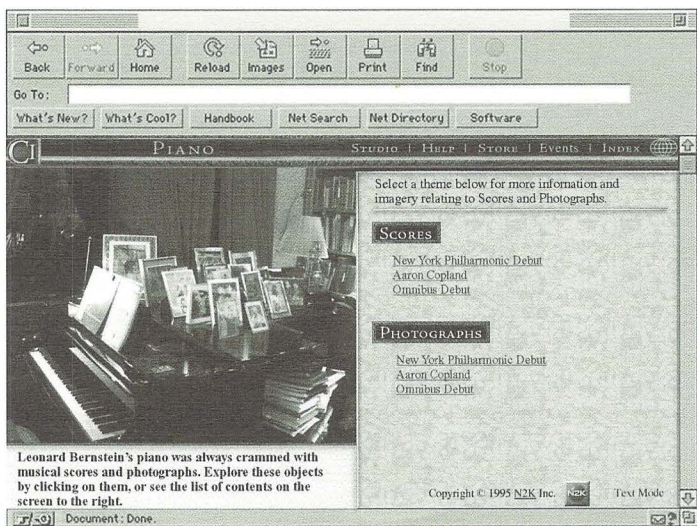 Back Forward Home Reload Images Open Print Find Stop
Go To:
What's New? What's Cool? Handbook Net Search Net Directory Software
CI PIANO STUDIO | HELP | STORE | Events | INDEX
Select a theme below for more infomation and
imagery relating to Scores and Photographs.
SCORES
New York Philharmonic Debut
Aaron Copland
Omnibus Debut
PHOTOGRAPHS
New York Philharmonic Debut
Aaron Copland
Omnibus Debut
Leonard Bernstein's piano was always crammed with
musical scores and photographs. Explore these objects
by clicking on them, or see the list of contents on the
screen to the right.
Copyright © 1995 N2K Inc. N2K Text Mode
Document: Done.